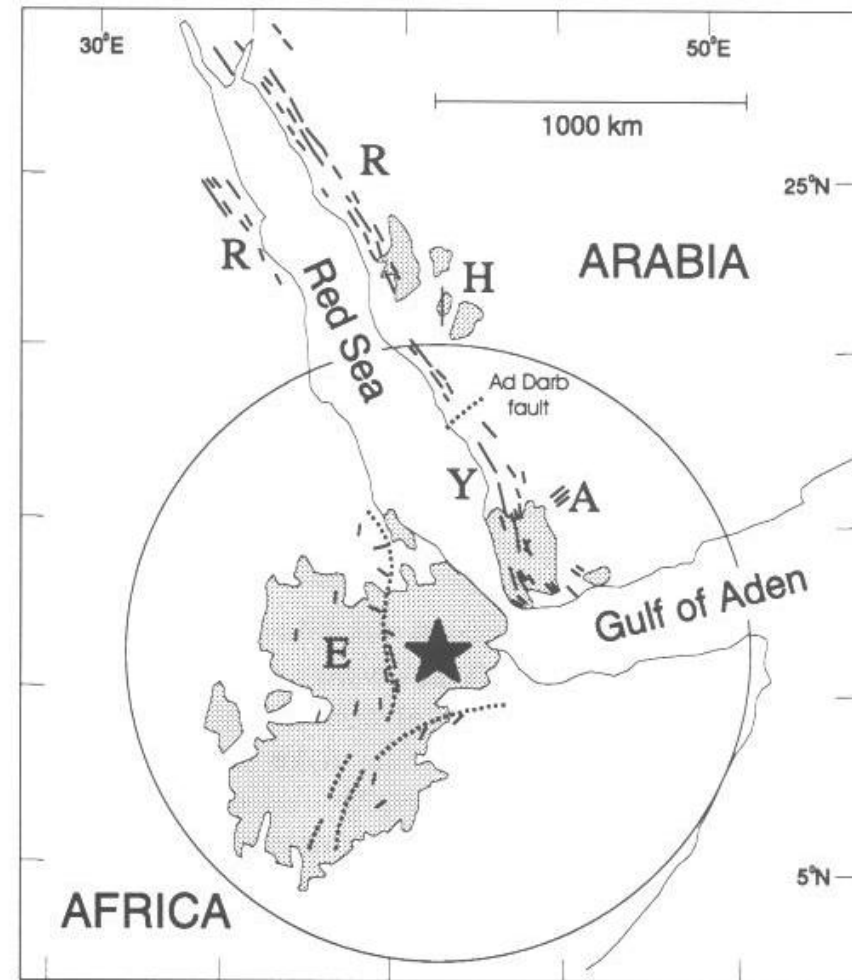 30°E
50°E
1000 km
R
25°N
R
ARABIA
H
Red Sea
Ad Darb
fault
Y
A
Gulf of Aden
E
5°N
AFRICA